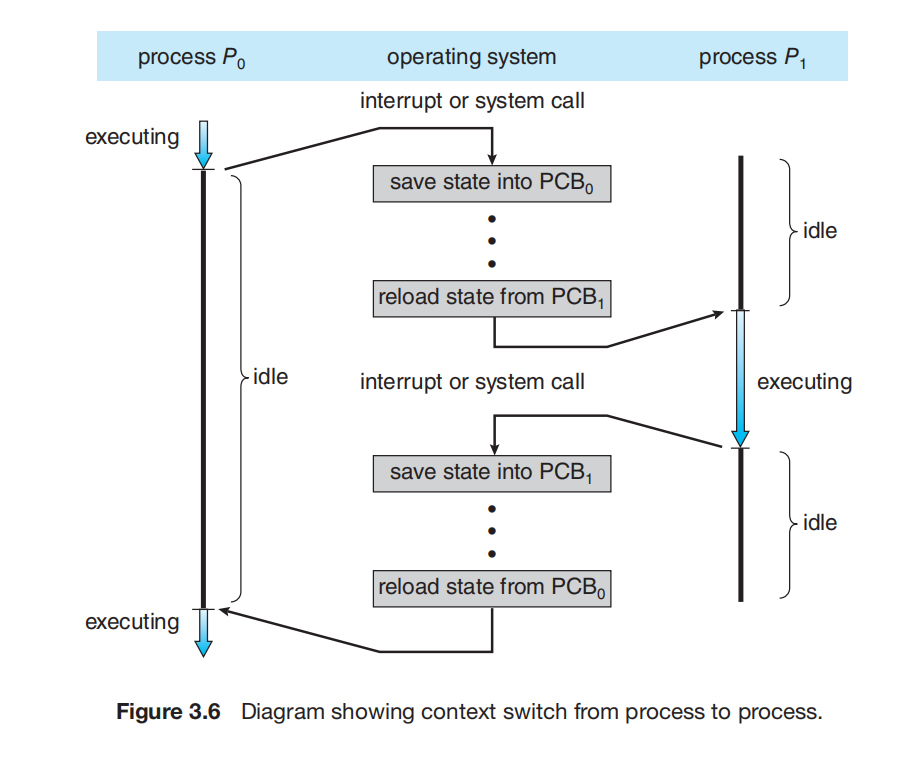 process P0 operating system process P1
interrupt or system call
executing
save state into PCB0
idle
reload state from PCB1
idle
interrupt or system call
executing
save state into PCB1
idle
reload state from PCB0
executing
Figure 3.6 Diagram showing context switch from process to process.